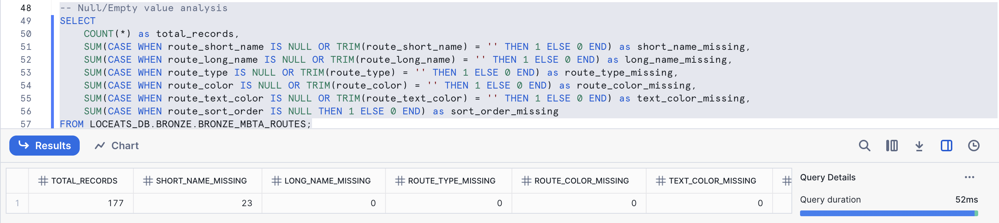 48 -- Null/Empty value analysis
49 SELECT
50 COUNT(*) as total_records,
51 SUM(CASE WHEN route_short_name IS NULL OR TRIM(route_short_name) = '' THEN 1 ELSE 0 END) as short_name_missing,
52 SUM(CASE WHEN route_long_name IS NULL OR TRIM(route_long_name) = '' THEN 1 ELSE 0 END) as long_name_missing,
53 SUM(CASE WHEN route_type IS NULL OR TRIM(route_type) = '' THEN 1 ELSE 0 END) as route_type_missing,
54 SUM(CASE WHEN route_color IS NULL OR TRIM(route_color) = '' THEN 1 ELSE 0 END) as route_color_missing,
55 SUM(CASE WHEN route_text_color IS NULL OR TRIM(route_text_color) = '' THEN 1 ELSE 0 END) as text_color_missing,
56 SUM(CASE WHEN route_sort_order IS NULL THEN 1 ELSE 0 END) as sort_order_missing
57 FROM LOCEATS_DB.BRONZE.BRONZE_MBTA_ROUTES;
Results Chart
# TOTAL_RECORDS # SHORT_NAME_MISSING # LONG_NAME_MISSING # ROUTE_TYPE_MISSING # ROUTE_COLOR_MISSING # TEXT_COLOR_MISSING #
1 177 23 0 0 0 0
Query Details ...
Query duration 52ms